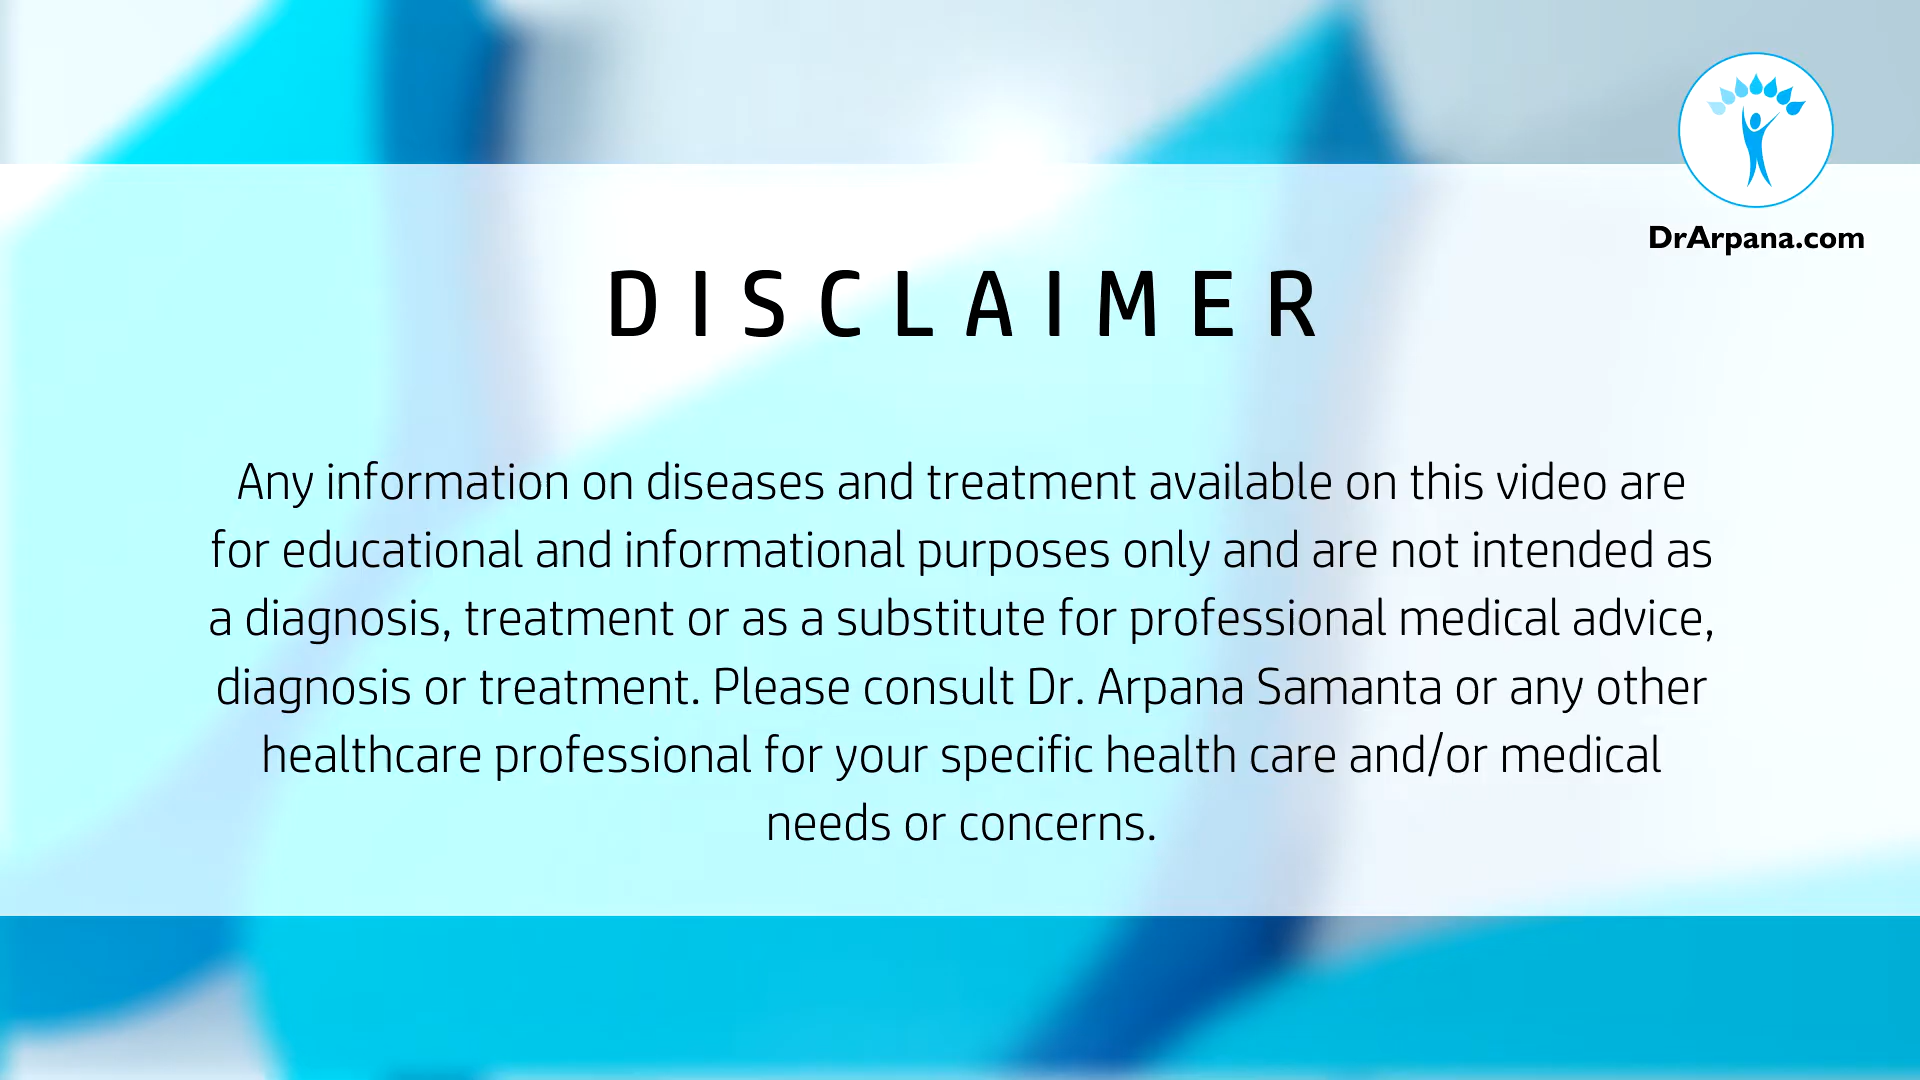 DrArpana.com
DISCLAIMER
Any information on diseases and treatment available on this video are
for educational and informational purposes only and are not intended as
a diagnosis, treatment or as a substitute for professional medical advice,
diagnosis or treatment. Please consult Dr. Arpana Samanta or any other
healthcare professional for your specific health care and/or medical
needs or concerns.